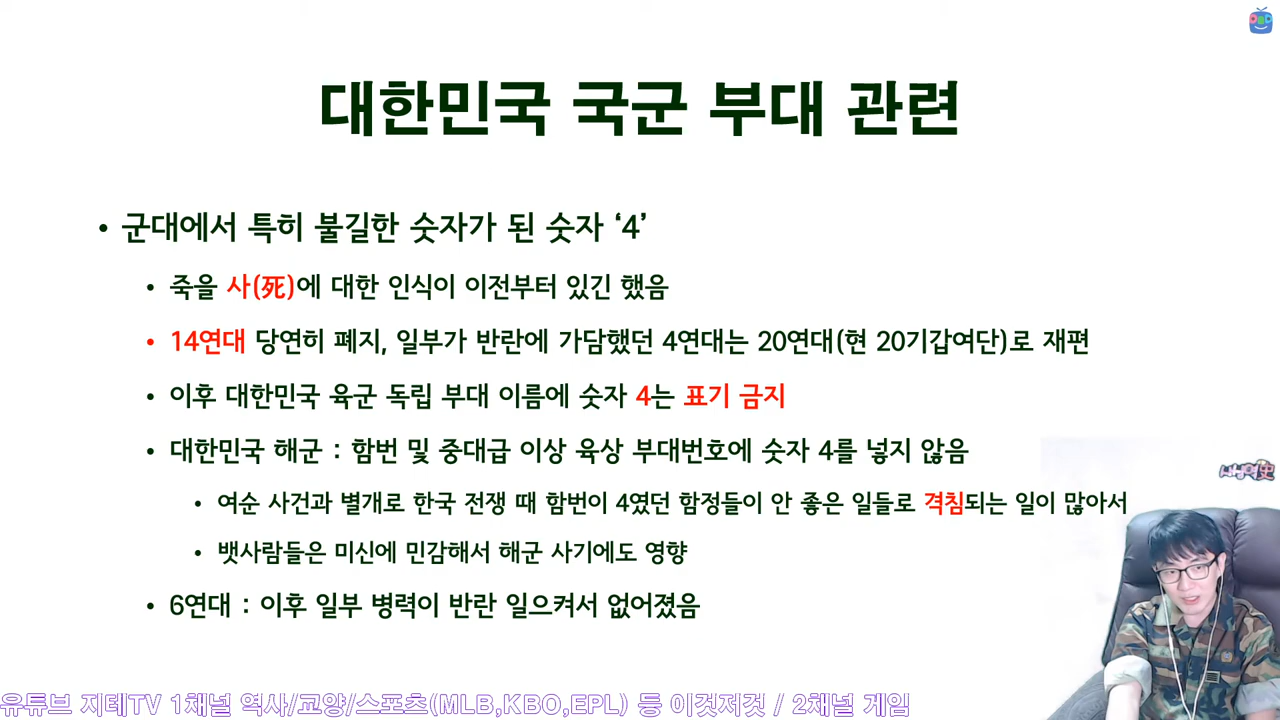 대한민국 국군 부대 관련
• 군대에서 특히 불길한 숫자가 된 숫자 ‘4’
• 죽을 사(死)에 대한 인식이 이전부터 있긴 했음
• 14연대 당연히 폐지, 일부가 반란에 가담했던 4연대는 20연대(현 20기갑여단)로 재편
• 이후 대한민국 육군 독립 부대 이름에 숫자 4는 표기 금지
• 대한민국 해군 : 함번 및 중대급 이상 육상 부대번호에 숫자 4를 넣지 않음
• 여순 사건과 별개로 한국 전쟁 때 함번이 4였던 함정들이 안 좋은 일들로 격침되는 일이 많아서
• 뱃사람들은 미신에 민감해서 해군 사기에도 영향
• 6연대 : 이후 일부 병력이 반란 일으켜서 없어졌음
유튜브 지테TV 1채널 역사/교양/스포츠(MLB,KBO,EPL) 등 이것저것 / 2채널 게임